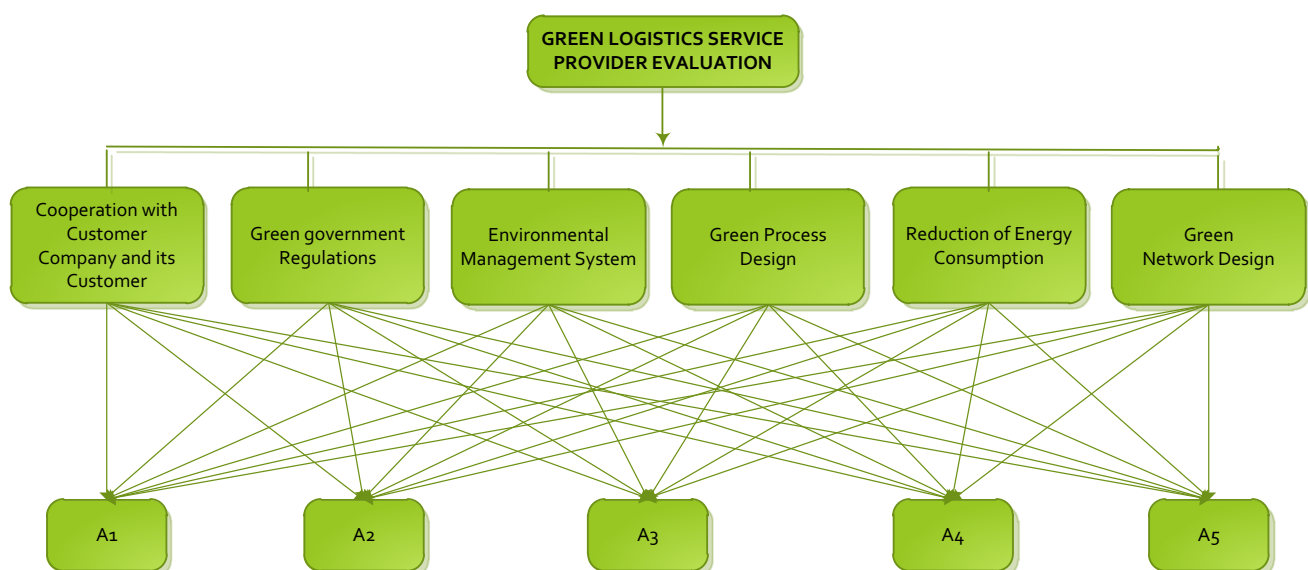 GREEN LOGISTICS SERVICE
PROVIDER EVALUATION
Cooperation with
Customer
Company and its
Customer
Green government
Regulations
Environmental
Management System
Green Process
Design
Reduction of Energy
Consumption
Green
Network Design
A1
A2
A3
A4
A5